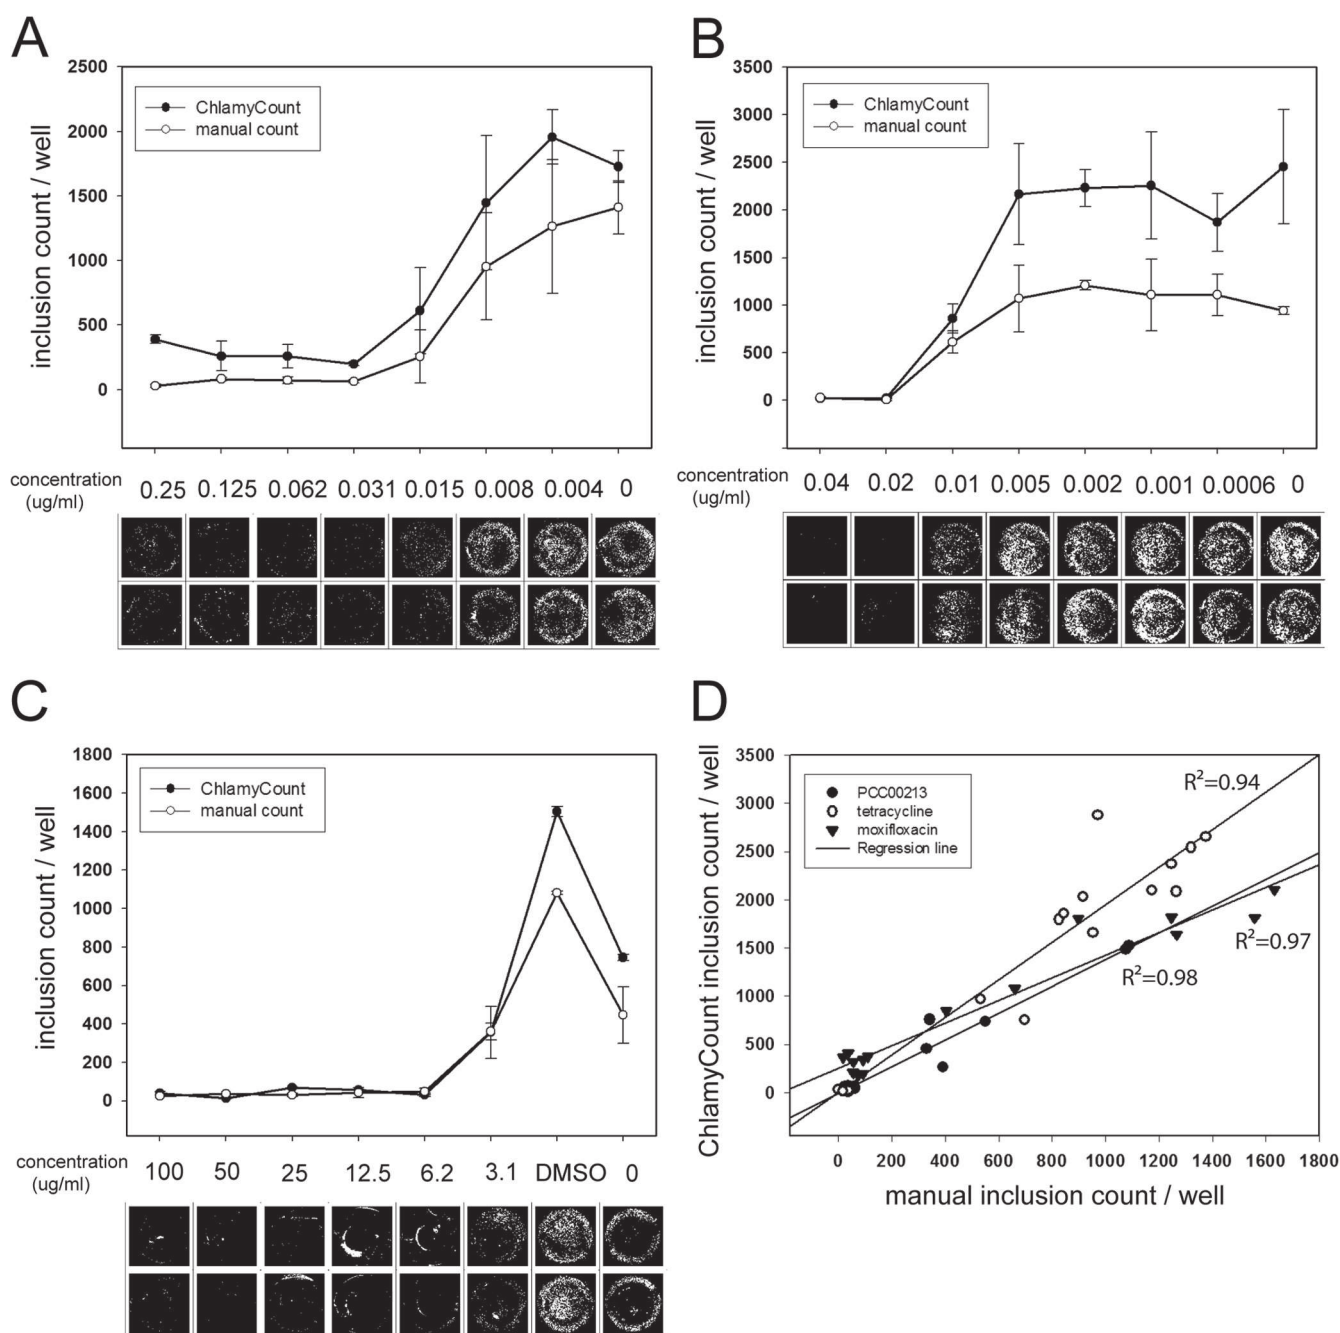 A
2500
2000
1500
1000
500
0
inclusion count / well
ChlamyCount
manual count
concentration
(ug/ml)
0.25 0.125 0.062 0.031 0.015 0.008 0.004 0
B
3500
3000
2500
2000
1500
1000
500
0
inclusion count / well
ChlamyCount
manual count
concentration
(ug/ml)
0.04 0.02 0.01 0.005 0.002 0.001 0.0006 0
C
1800
1600
1400
1200
1000
800
600
400
200
0
inclusion count / well
ChlamyCount
manual count
concentration
(ug/ml)
100 50 25 12.5 6.2 3.1 DMSO 0
D
3500
3000
2500
2000
1500
1000
500
0
ChlamyCount inclusion count / well
PCC00213
tetracycline
moxifloxacin
Regression line
R²=0.94
R²=0.97
R²=0.98
0 200 400 600 800 1000 1200 1400 1600 1800
manual inclusion count / well